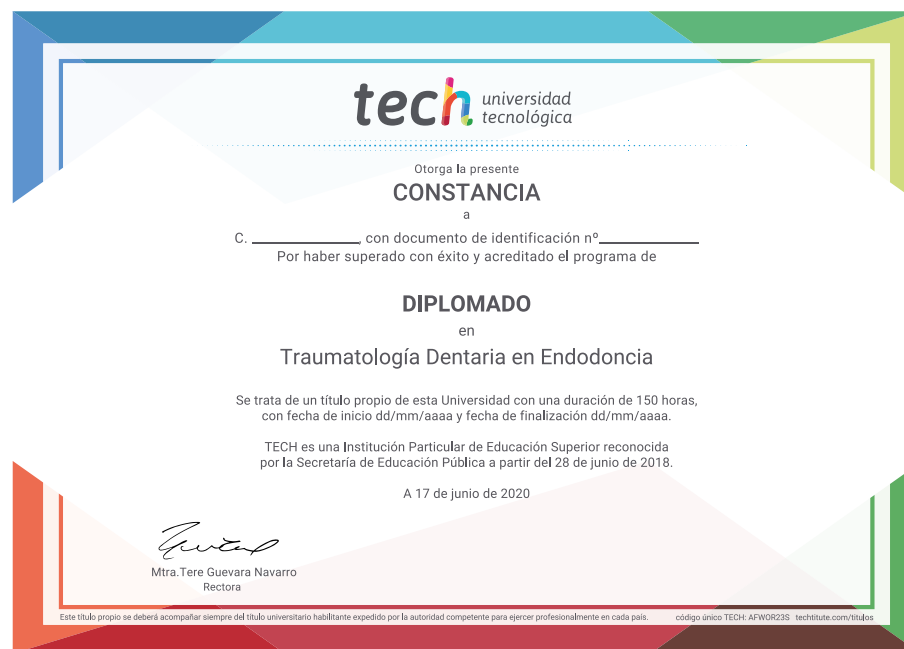 tech universidad
tecnológica
Otorga la presente
CONSTANCIA
a
C. ____________, con documento de identificación nº____________
Por haber superado con éxito y acreditado el programa de
DIPLOMADO
en
Traumatología Dentaria en Endodoncia
Se trata de un título propio de esta Universidad con una duración de 150 horas,
con fecha de inicio dd/mm/aaaa y fecha de finalización dd/mm/aaaa.
TECH es una Institución Particular de Educación Superior reconocida
por la Secretaría de Educación Pública a partir del 28 de junio de 2018.
A 17 de junio de 2020
Mtra.Tere Guevara Navarro
Rectora
Este título propio se deberá acompañar siempre del título universitario habilitante expedido por la autoridad competente para ejercer profesionalmente en cada país. código único TECH: AFWOR23S techtitute.com/titulos